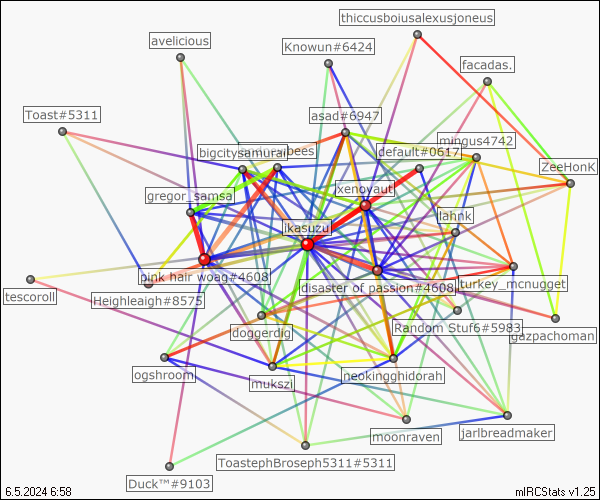 thiccusboiusalexusjoneus
avelicious
Knowun#6424
facadas.
Toast#5311
asad#6947
mingus4742
bigcitysamurai
default#0617
ZeeHonK
gregor_samsa
xenoyaut
lahnk
ikasuzu
pink hair woag#4608
disaster of passion#4608
turkey_mcnugget
tescoroll
Heighleaigh#8575
Random Stuf6#5983
gazpachoman
doggerdig
ogshroom
mukszi
neokingghidorah
moonraven
jarlbreadmaker
ToastephBroseph5311#5311
Duck™#9103
6.5.2024 6:58
mIRCStats v1.25